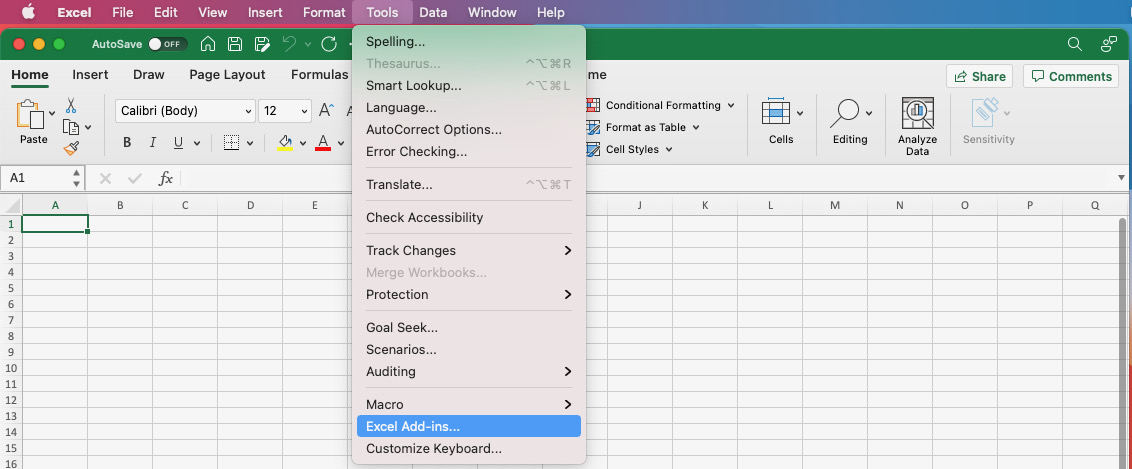 Excel File Edit View Insert Format Tools Data Window Help
AutoSave OFF
Home Insert Draw Page Layout Formulas me Share Comments
Paste
Calibri (Body) 12 A A
B I U A
Conditional Formatting
Format as Table
Cell Styles
Cells
Editing
Analyze
Data
Sensitivity
A1 fx
Spelling...
Thesaurus... ^⌥⌘R
Smart Lookup... ^⌥⌘L
Language...
AutoCorrect Options...
Error Checking...
Translate... ^⌥⌘T
Check Accessibility
Track Changes
Merge Workbooks...
Protection
Goal Seek...
Scenarios...
Auditing
Macro
Excel Add-ins...
Customize Keyboard...
A B C D E J K L M N O P Q
1
2
3
4
5
6
7
8
9
10
11
12
13
14
15
16